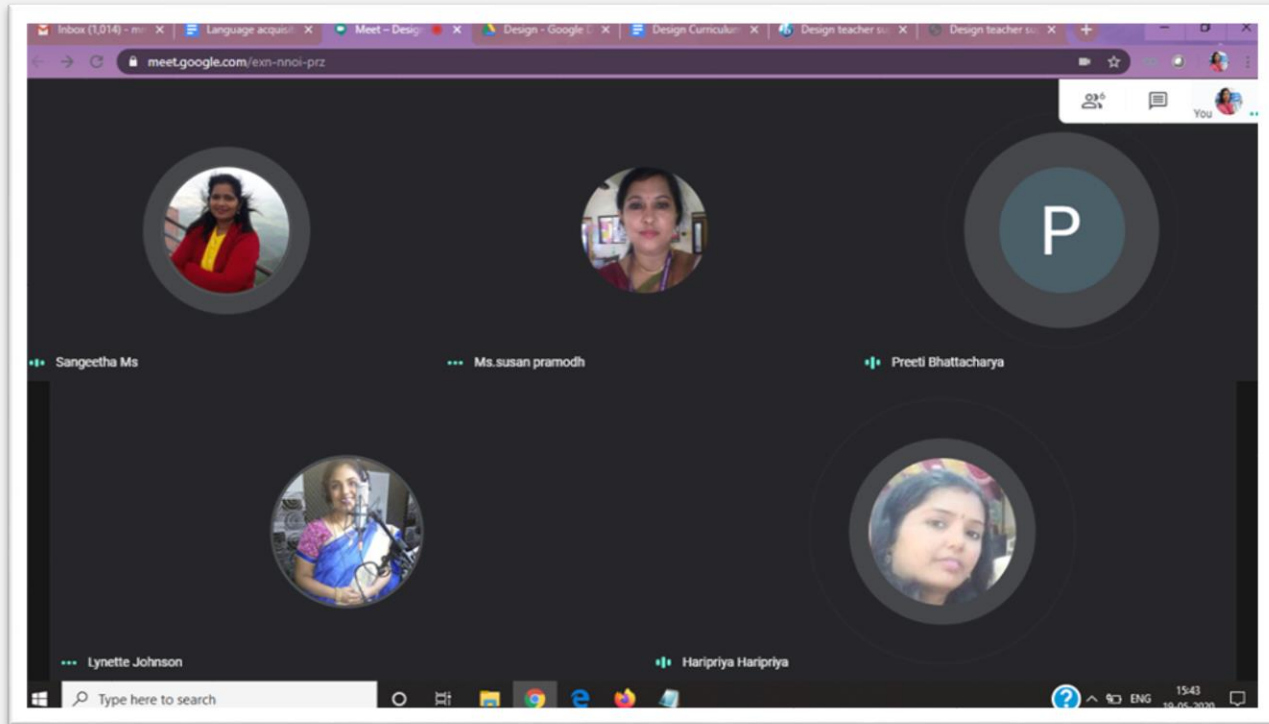 Inbox (1,014) - m
Language acquisit
Meet – Desig
Design - Google D
Design Curriculum
Design teacher su
Design teacher su
meet.google.com/exn-nnoi-prz
6
You
P
Sangeetha Ms
Ms.susan pramodh
Preeti Bhattacharya
Lynette Johnson
Haripriya Haripriya
Type here to search
ENG
15:43
19-05-2020